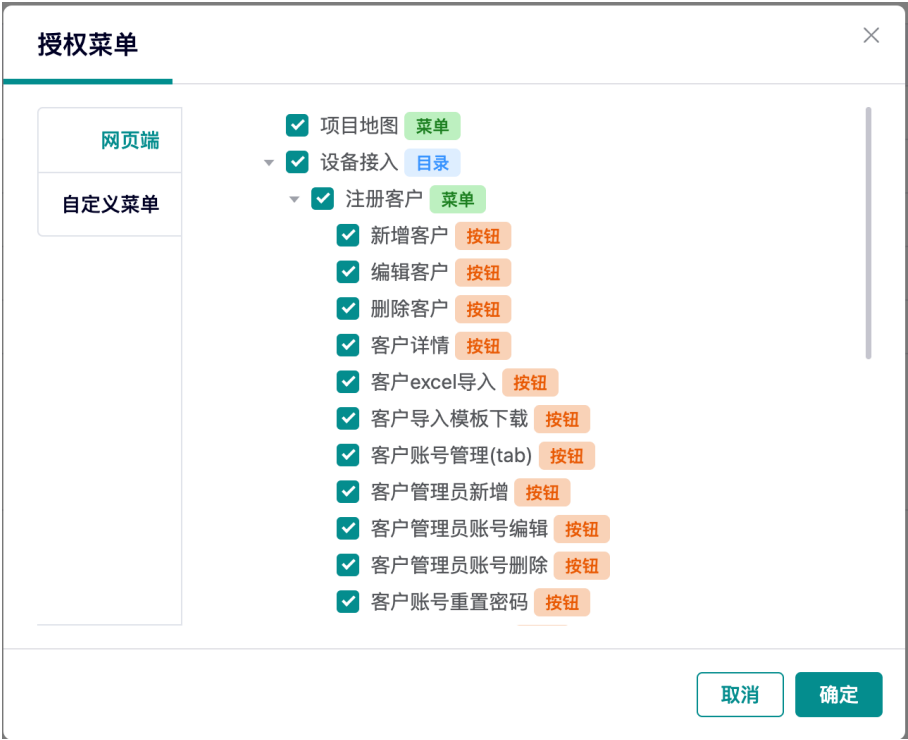 授权菜单
网页端
自定义菜单
项目地图 菜单
设备接入 目录
注册客户 菜单
新增客户 按钮
编辑客户 按钮
删除客户 按钮
客户详情 按钮
客户excel导入 按钮
客户导入模板下载 按钮
客户账号管理(tab) 按钮
客户管理员新增 按钮
客户管理员账号编辑 按钮
客户管理员账号删除 按钮
客户账号重置密码 按钮
取消 确定